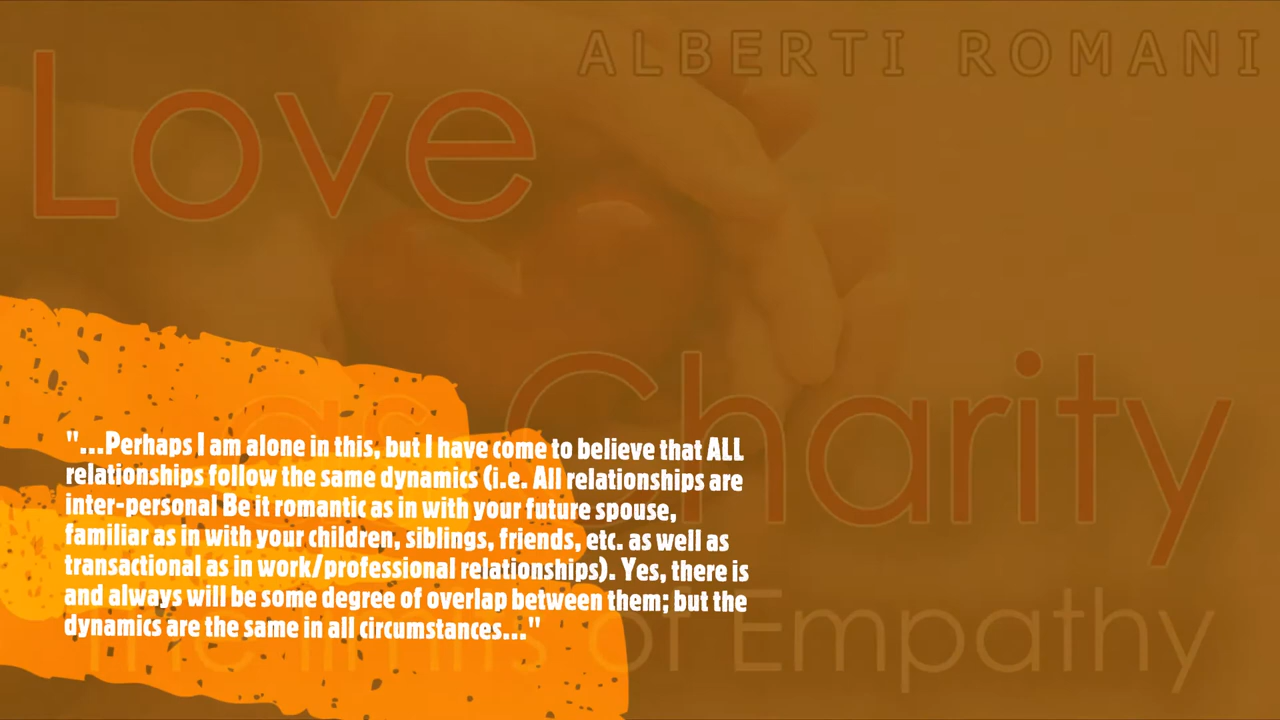 ALBERTI ROMANI
Love
as Charity
"...Perhaps I am alone in this, but I have come to believe that ALL
relationships follow the same dynamics (i.e. All relationships are
inter-personal Be it romantic as in with your future spouse,
familiar as in with your children, siblings, friends, etc. as well as
transactional as in work/professional relationships). Yes, there is
and always will be some degree of overlap between them; but the
dynamics are the same in all circumstances..."
The limits of Empathy